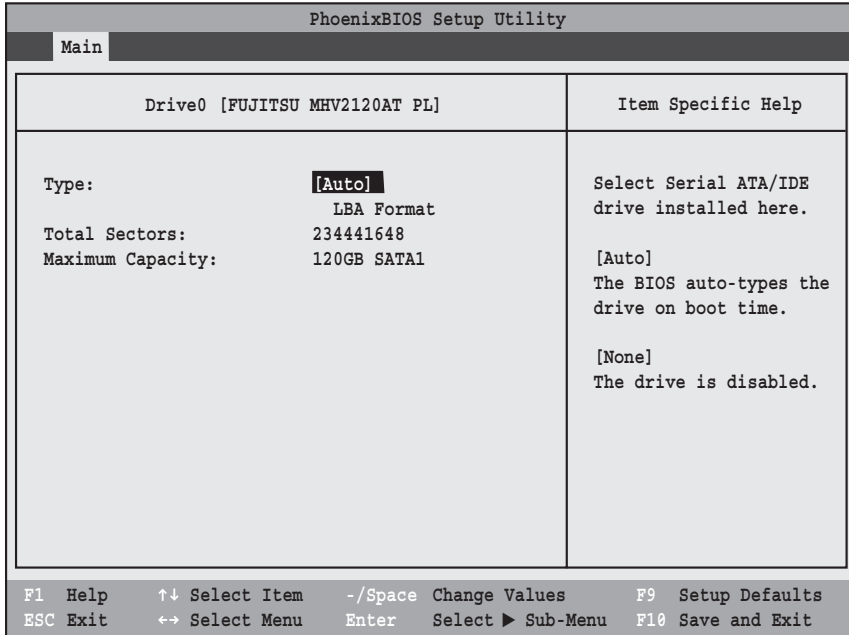 PhoenixBIOS Setup Utility
Main
Drive0 [FUJITSU MHV2120AT PL]
Item Specific Help
Type: [Auto]
LBA Format
Total Sectors: 234441648
Maximum Capacity: 120GB SATA1
Select Serial ATA/IDE
drive installed here.
[Auto]
The BIOS auto-types the
drive on boot time.
[None]
The drive is disabled.
F1 Help ↑↓ Select Item -/Space Change Values F9 Setup Defaults
ESC Exit ←→ Select Menu Enter Select ▶ Sub-Menu F10 Save and Exit